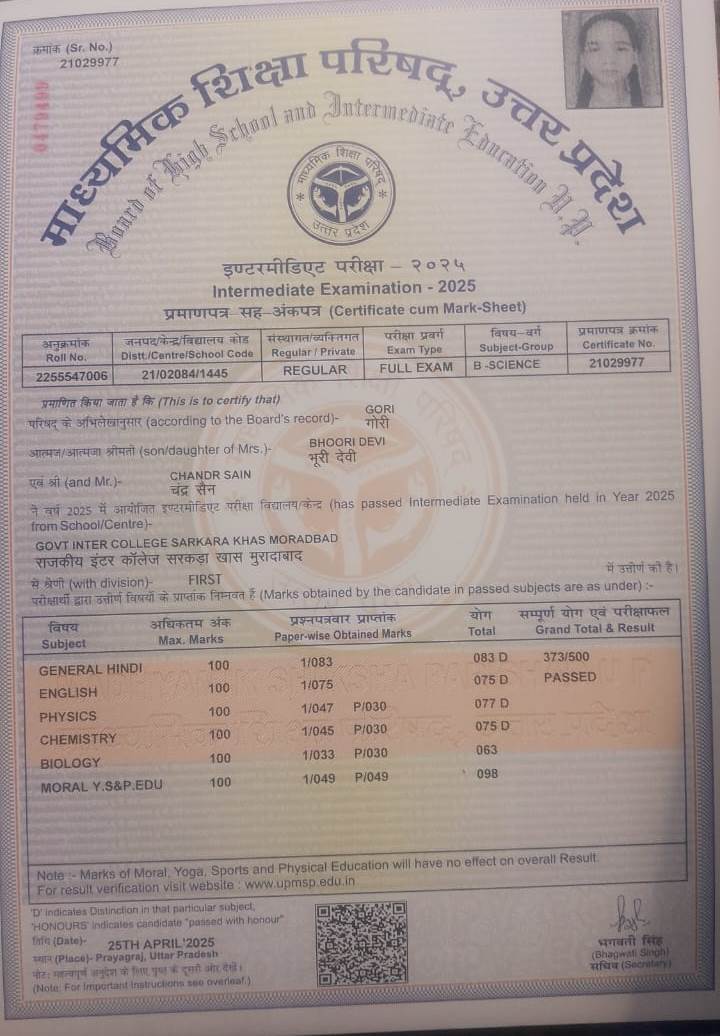 क्रमांक (Sr. No.)
21029977
0479499
माध्यमिक शिक्षा परिषद्, उत्तर प्रदेश
Board of High School and Intermediate Education U.P.
माध्यमिक शिक्षा परिषद
उत्तर प्रदेश
इण्टरमीडिएट परीक्षा – २०२५
Intermediate Examination - 2025
प्रमाणपत्र सह अंकपत्र (Certificate cum Mark-Sheet)
अनुक्रमांक जनपद/केन्द्र/विद्यालय कोड संस्थागत/व्यक्तिगत परीक्षा प्रवर्ग विषय-वर्ग प्रमाणपत्र क्रमांक
Roll No. Distt./Centre/School Code Regular / Private Exam Type Subject-Group Certificate No.
2255547006 21/02084/1445 REGULAR FULL EXAM B -SCIENCE 21029977
प्रमाणित किया जाता है कि (This is to certify that)
GORI
परिषद् के अभिलेखानुसार (according to the Board's record)- गोरी
BHOORI DEVI
आत्मज/आत्मजा श्रीमती (son/daughter of Mrs.)- भूरी देवी
CHANDR SAIN
एवं श्री (and Mr.)- चंद्र सैन
ने वर्ष 2025 में आयोजित इण्टरमीडिएट परीक्षा विद्यालय/केन्द्र (has passed Intermediate Examination held in Year 2025
from School/Centre)-
GOVT INTER COLLEGE SARKARA KHAS MORADBAD
राजकीय इंटर कॉलेज सरकड़ा खास मुरादाबाद
में श्रेणी (with division)- FIRST में उत्तीर्ण की है।
परीक्षार्थी द्वारा उत्तीर्ण विषयों के प्राप्तांक निम्नवत हैं (Marks obtained by the candidate in passed subjects are as under) :-
विषय अधिकतम अंक प्रश्नपत्रवार प्राप्तांक योग सम्पूर्ण योग एवं परीक्षाफल
Subject Max. Marks Paper-wise Obtained Marks Total Grand Total & Result
GENERAL HINDI 100 1/083 083 D 373/500
ENGLISH 100 1/075 075 D PASSED
PHYSICS 100 1/047 P/030 077 D
CHEMISTRY 100 1/045 P/030 075 D
BIOLOGY 100 1/033 P/030 063
MORAL Y.S&P.EDU 100 1/049 P/049 098
Note :- Marks of Moral, Yoga, Sports and Physical Education will have no effect on overall Result.
For result verification visit website : www.upmsp.edu.in
'D' indicates Distinction in that particular subject,
'HONOURS' indicates candidate "passed with honour"
तिथि (Date)- 25TH APRIL'2025
स्थान (Place)- Prayagraj, Uttar Pradesh
नोट: महत्वपूर्ण अनुदेश के लिए पृष्ठ के दूसरी ओर देखें।
(Note: For Important Instructions see overleaf.)
भगवती सिंह
(Bhagwati Singh)
सचिव (Secretary)